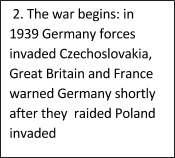 2. The war begins: in
1939 Germany forces
invaded Czechoslovakia,
Great Britain and France
warned Germany shortly
after they  raided Poland
invaded